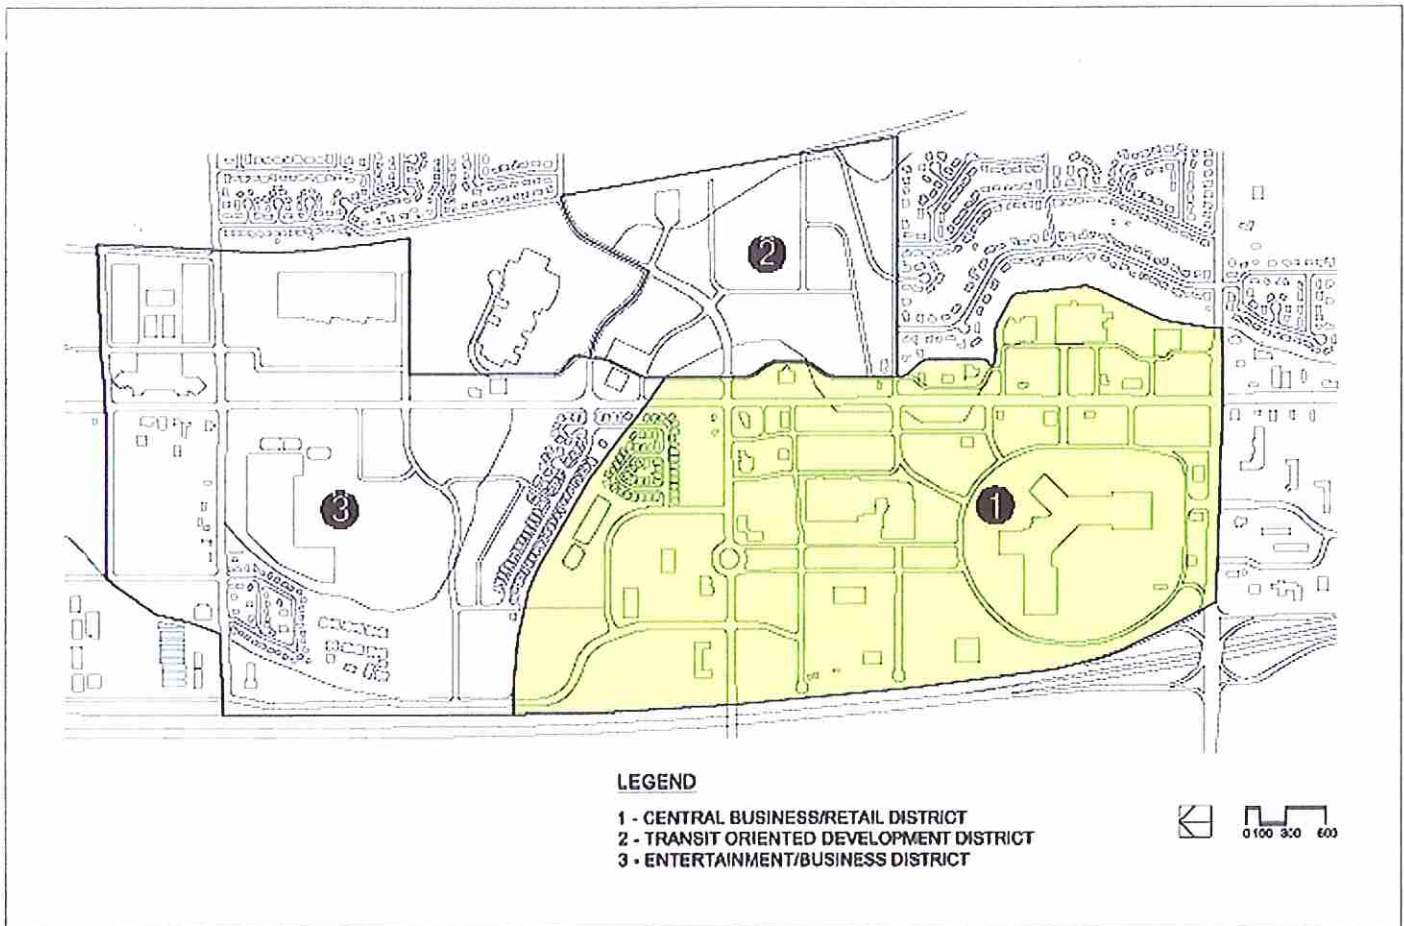 2
3
1
LEGEND
1 - CENTRAL BUSINESS/RETAIL DISTRICT
2 - TRANSIT ORIENTED DEVELOPMENT DISTRICT
3 - ENTERTAINMENT/BUSINESS DISTRICT
0 100 300 600